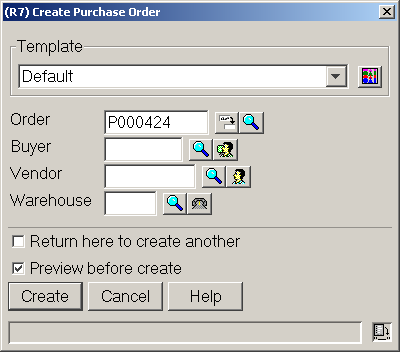 (R7) Create Purchase Order
Template
Default
Order P000424
Buyer
Vendor
Warehouse
Return here to create another
Preview before create
Create Cancel Help